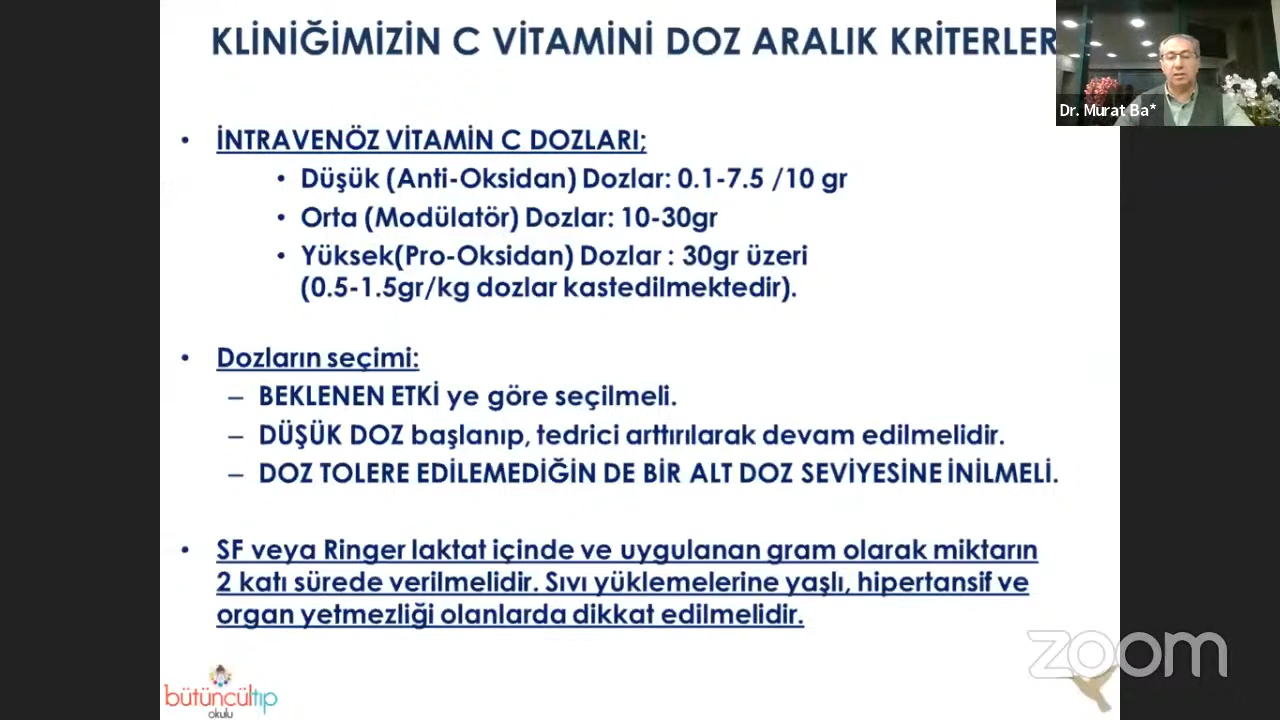 KLİNİĞİMİZİN C VİTAMİNİ DOZ ARALIK KRİTERLER
Dr. Murat Ba*
• İNTRAVENÖZ VİTAMİN C DOZLARI;
• Düşük (Anti-Oksidan) Dozlar: 0.1-7.5 /10 gr
• Orta (Modülatör) Dozlar: 10-30gr
• Yüksek(Pro-Oksidan) Dozlar : 30gr üzeri
(0.5-1.5gr/kg dozlar kastedilmektedir).
• Dozların seçimi:
– BEKLENEN ETKİ ye göre seçilmeli.
– DÜŞÜK DOZ başlanıp, tedrici arttırılarak devam edilmelidir.
– DOZ TOLERE EDİLEMEDİĞİN DE BİR ALT DOZ SEVİYESİNE İNİLMELİ.
• SF veya Ringer laktat içinde ve uygulanan gram olarak miktarın
2 katı sürede verilmelidir. Sıvı yüklemelerine yaşlı, hipertansif ve
organ yetmezliği olanlarda dikkat edilmelidir.
zoom
bütüncültıp
okulu